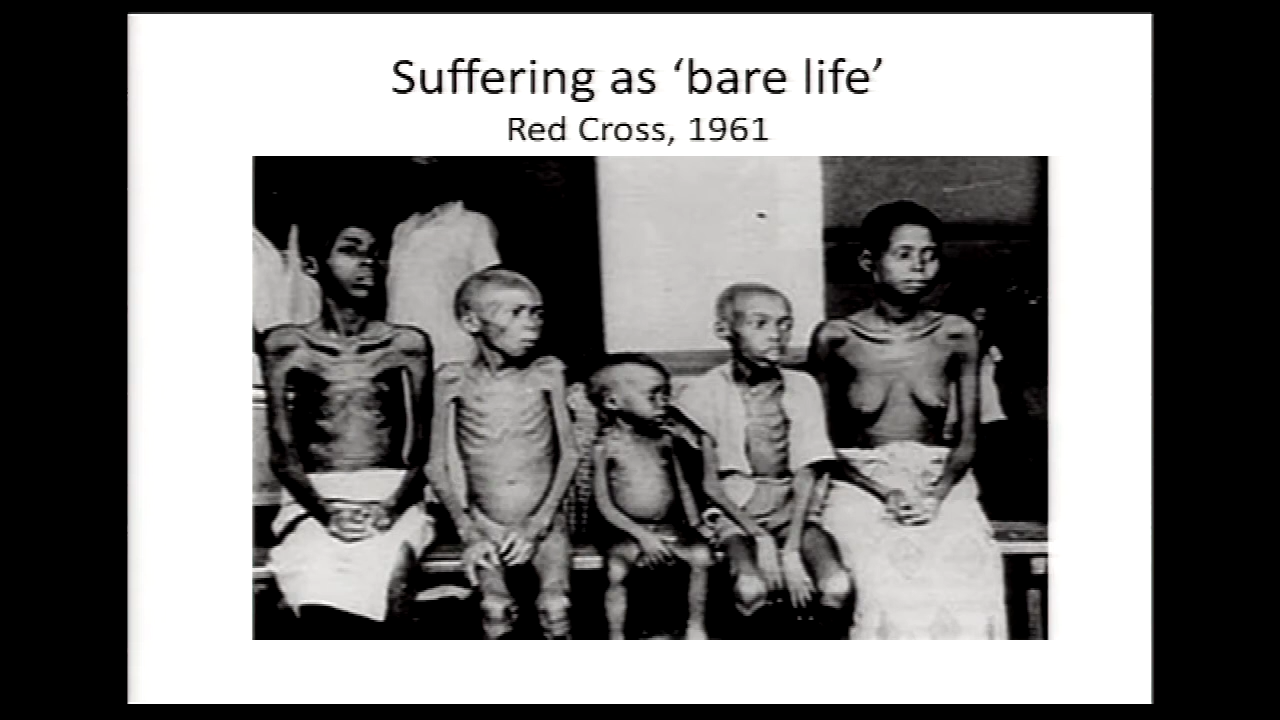 Suffering as ‘bare life’
Red Cross, 1961